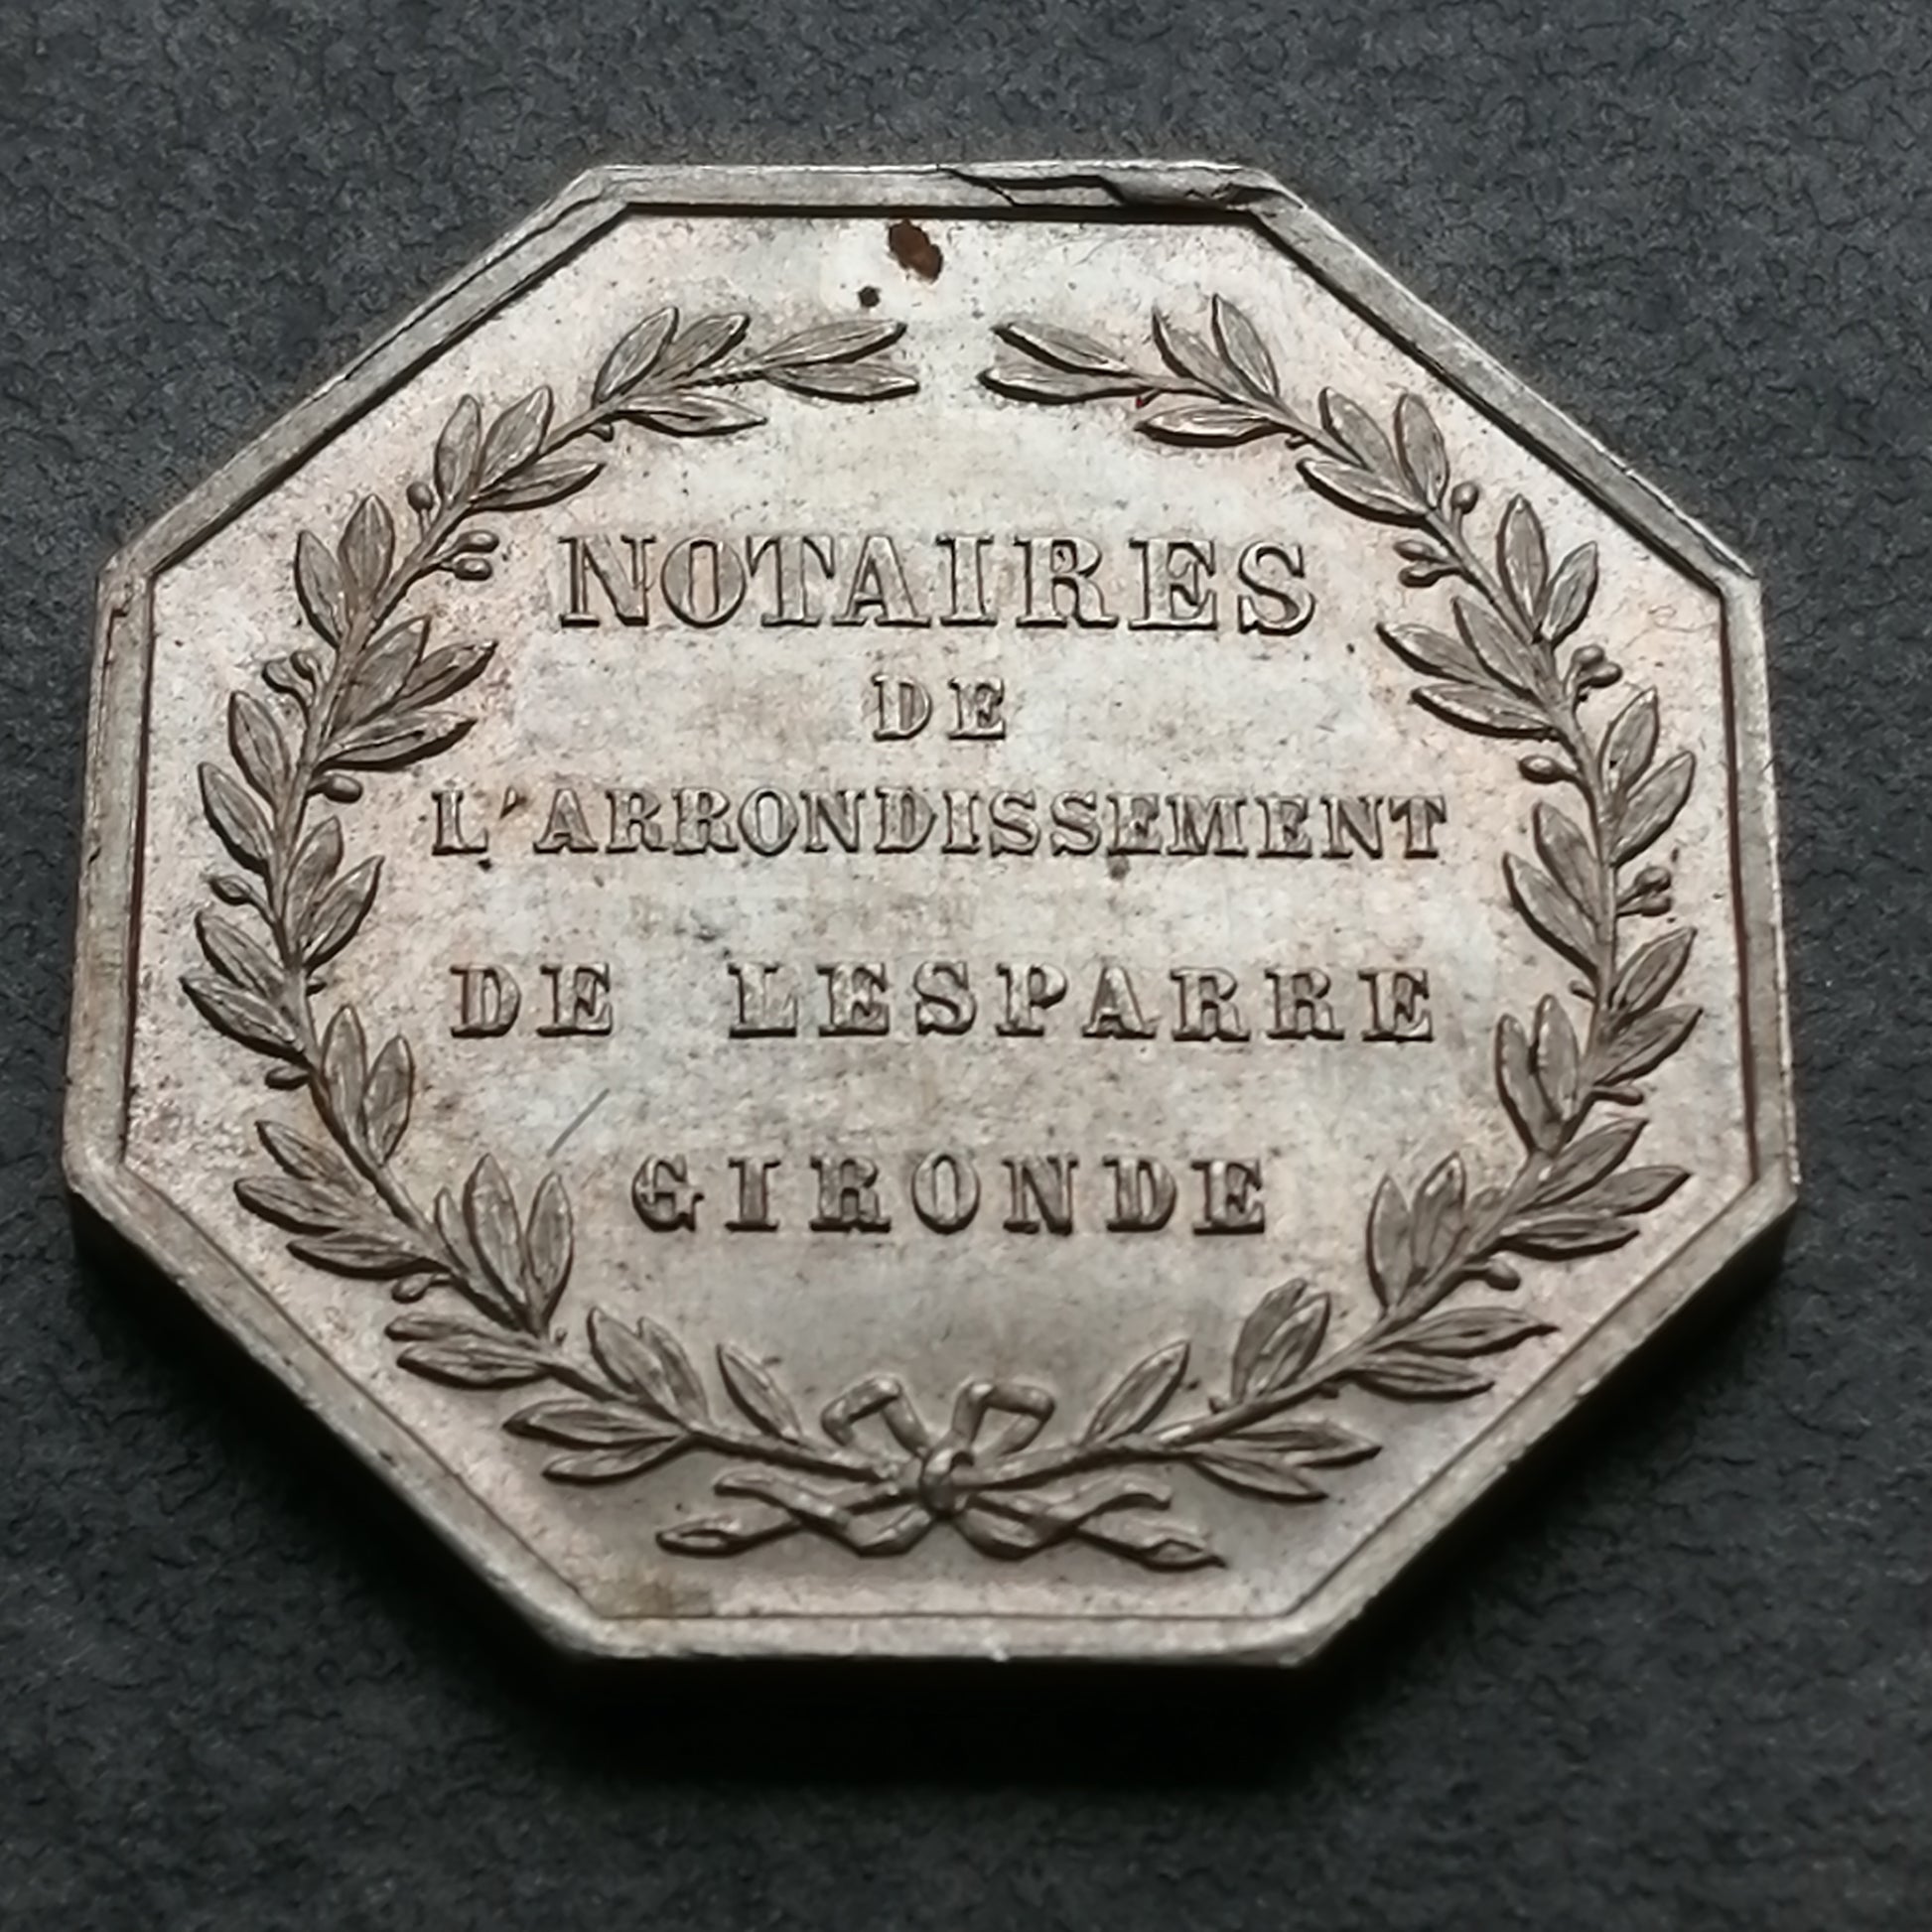 NOTAIRES
DE
L'ARRONDISSEMENT
DE LESPARRE
GIRONDE